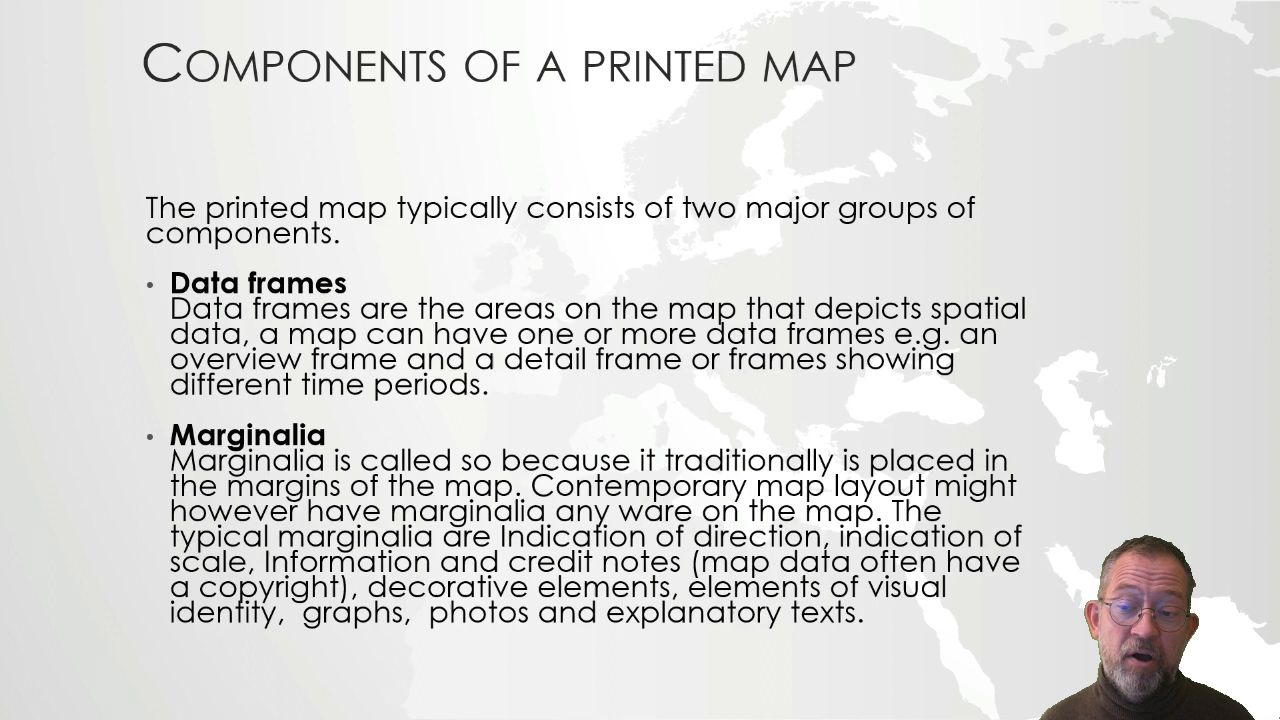 COMPONENTS OF A PRINTED MAP
The printed map typically consists of two major groups of
components.
• Data frames
Data frames are the areas on the map that depicts spatial
data, a map can have one or more data frames e.g. an
overview frame and a detail frame or frames showing
different time periods.
• Marginalia
Marginalia is called so because it traditionally is placed in
the margins of the map. Contemporary map layout might
however have marginalia any ware on the map. The
typical marginalia are Indication of direction, indication of
scale, Information and credit notes (map data often have
a copyright), decorative elements, elements of visual
identity,  graphs,  photos and explanatory texts.